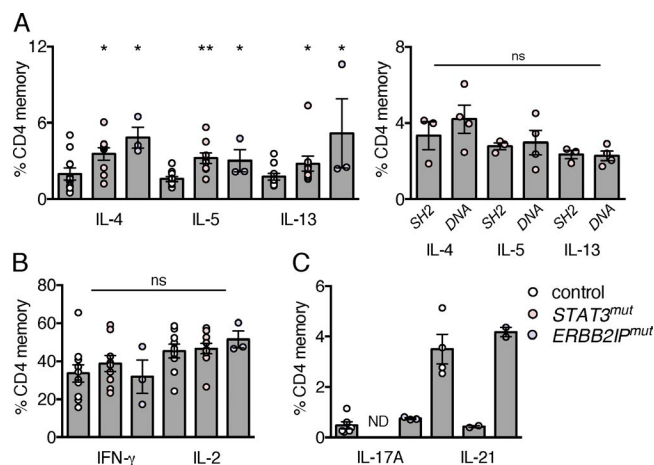 A
% CD4 memory
12
6
0
* * ** * * *
IL-4 IL-5 IL-13
% CD4 memory
8
6
4
2
0
ns
SH2 DNA SH2 DNA SH2 DNA
IL-4 IL-5 IL-13
B
% CD4 memory
80
60
40
20
0
ns
IFN-γ IL-2
C
% CD4 memory
6
4
2
0
ND
IL-17A IL-21
control
STAT3mut
ERBB2IPmut